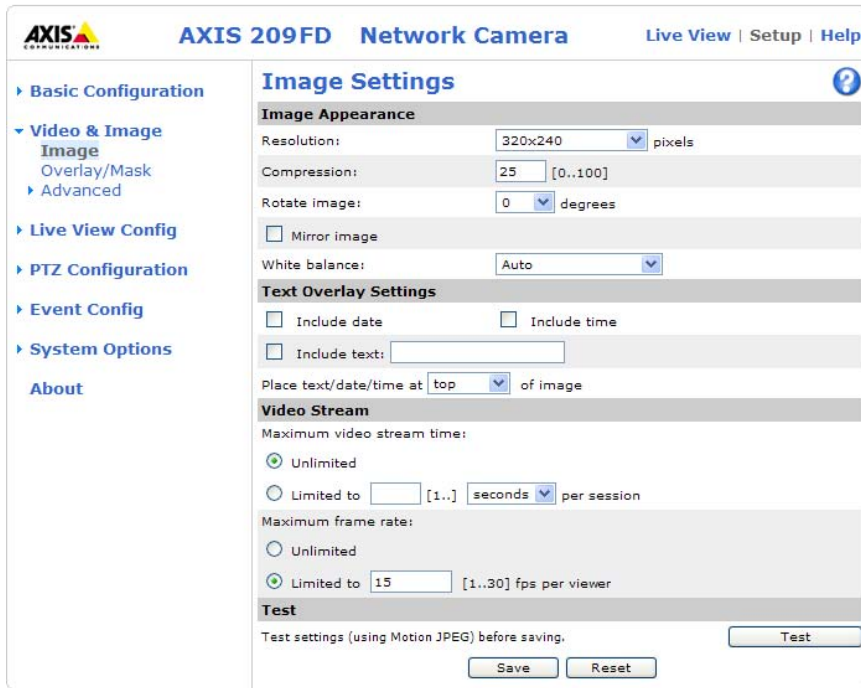 AXIS
COMMUNICATIONS
AXIS 209FD Network Camera
Live View | Setup | Help
Basic Configuration
Video & Image
Image
Overlay/Mask
Advanced
Live View Config
PTZ Configuration
Event Config
System Options
About
Image Settings
?
Image Appearance
Resolution: 320x240 pixels
Compression: 25 [0..100]
Rotate image: 0 degrees
Mirror image
White balance: Auto
Text Overlay Settings
Include date Include time
Include text:
Place text/date/time at top of image
Video Stream
Maximum video stream time:
Unlimited
Limited to [1..] seconds per session
Maximum frame rate:
Unlimited
Limited to 15 [1..30] fps per viewer
Test
Test settings (using Motion JPEG) before saving. Test
Save Reset